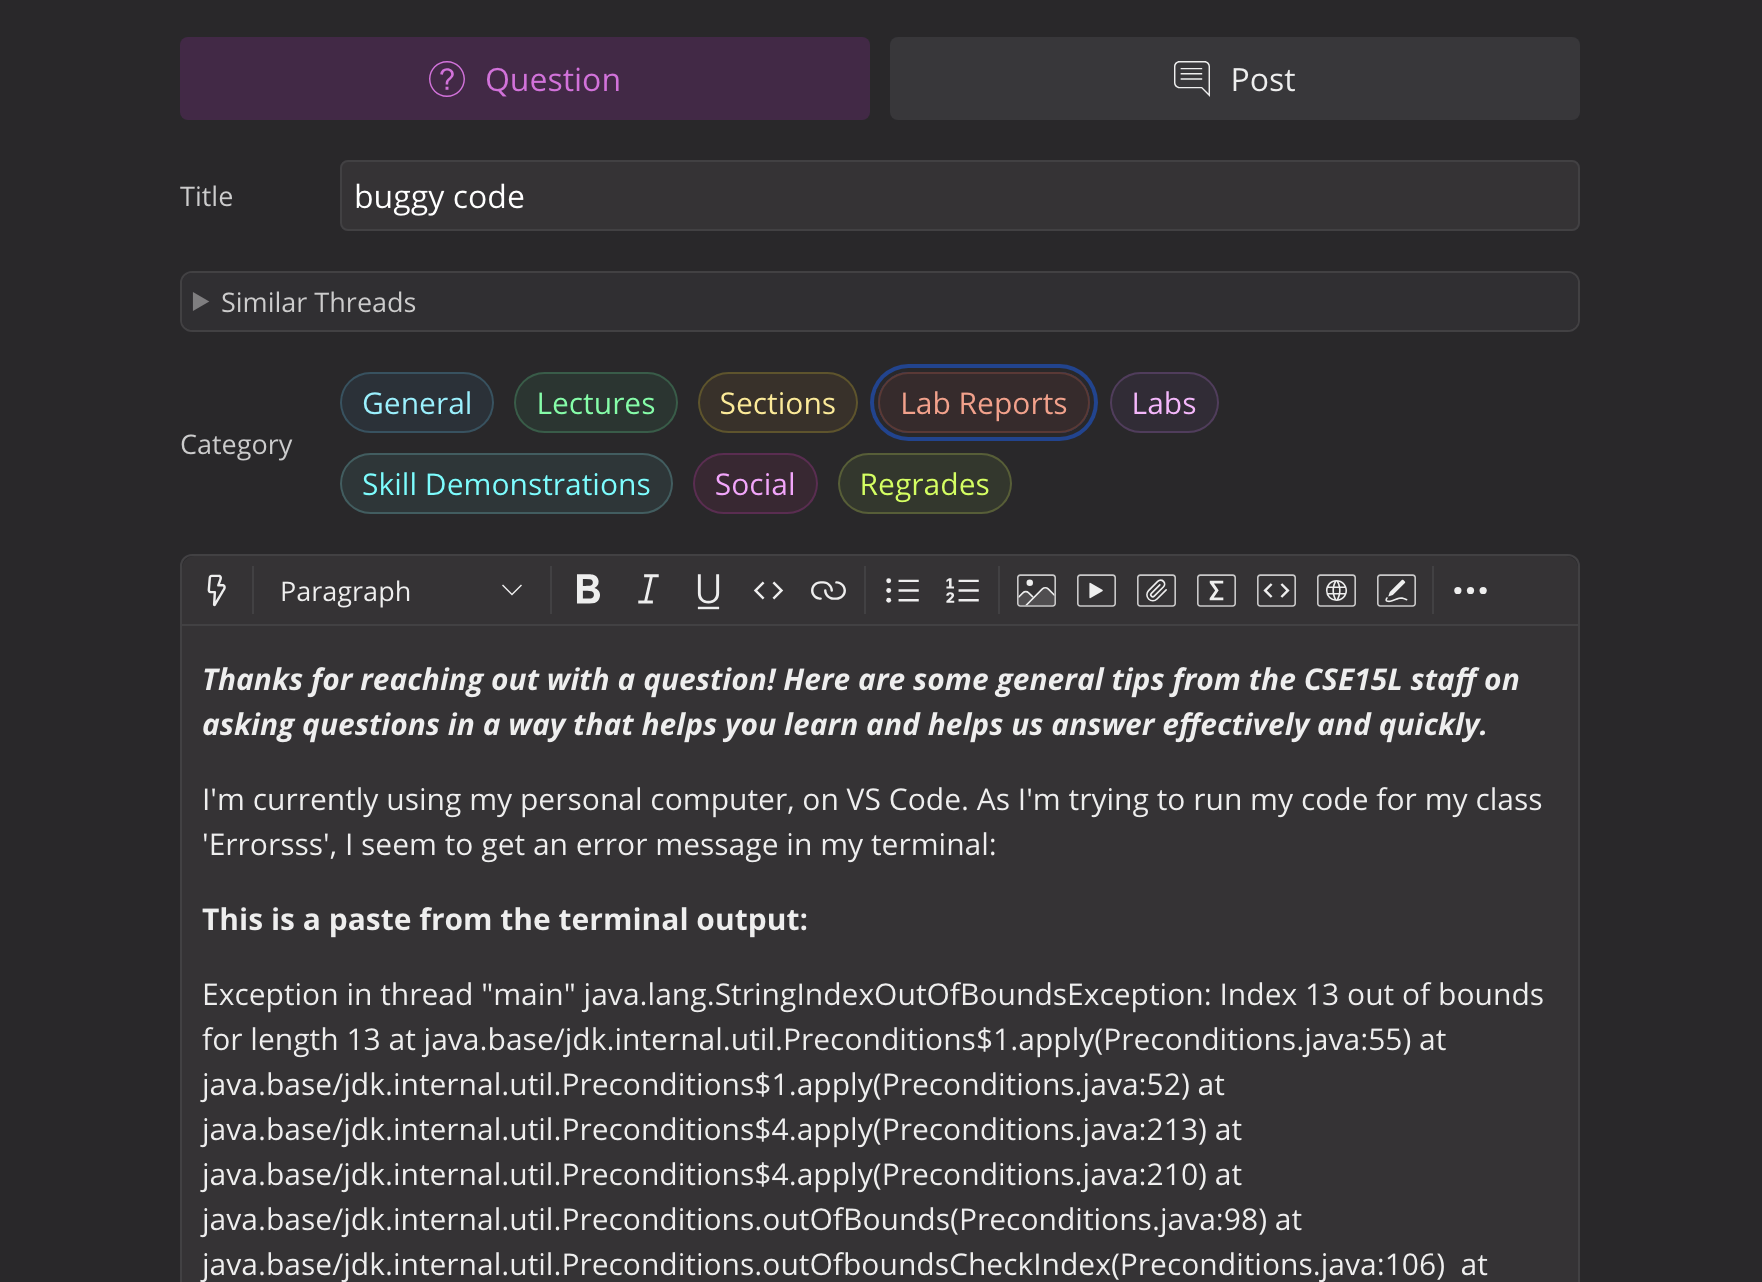 Question
Post
Title
buggy code
Similar Threads
General
Lectures
Sections
Lab Reports
Labs
Category
Skill Demonstrations
Social
Regrades
Paragraph
B I U
Thanks for reaching out with a question! Here are some general tips from the CSE15L staff on
asking questions in a way that helps you learn and helps us answer effectively and quickly.
I'm currently using my personal computer, on VS Code. As I'm trying to run my code for my class
'Errorsss', I seem to get an error message in my terminal:
This is a paste from the terminal output:
Exception in thread "main" java.lang.StringIndexOutOfBoundsException: Index 13 out of bounds
for length 13 at java.base/jdk.internal.util.Preconditions$1.apply(Preconditions.java:55) at
java.base/jdk.internal.util.Preconditions$1.apply(Preconditions.java:52) at
java.base/jdk.internal.util.Preconditions$4.apply(Preconditions.java:213) at
java.base/jdk.internal.util.Preconditions$4.apply(Preconditions.java:210) at
java.base/jdk.internal.util.Preconditions.outOfBounds(Preconditions.java:98) at
java.base/jdk.internal.util.Preconditions.outOfboundsCheckIndex(Preconditions.java:106) at